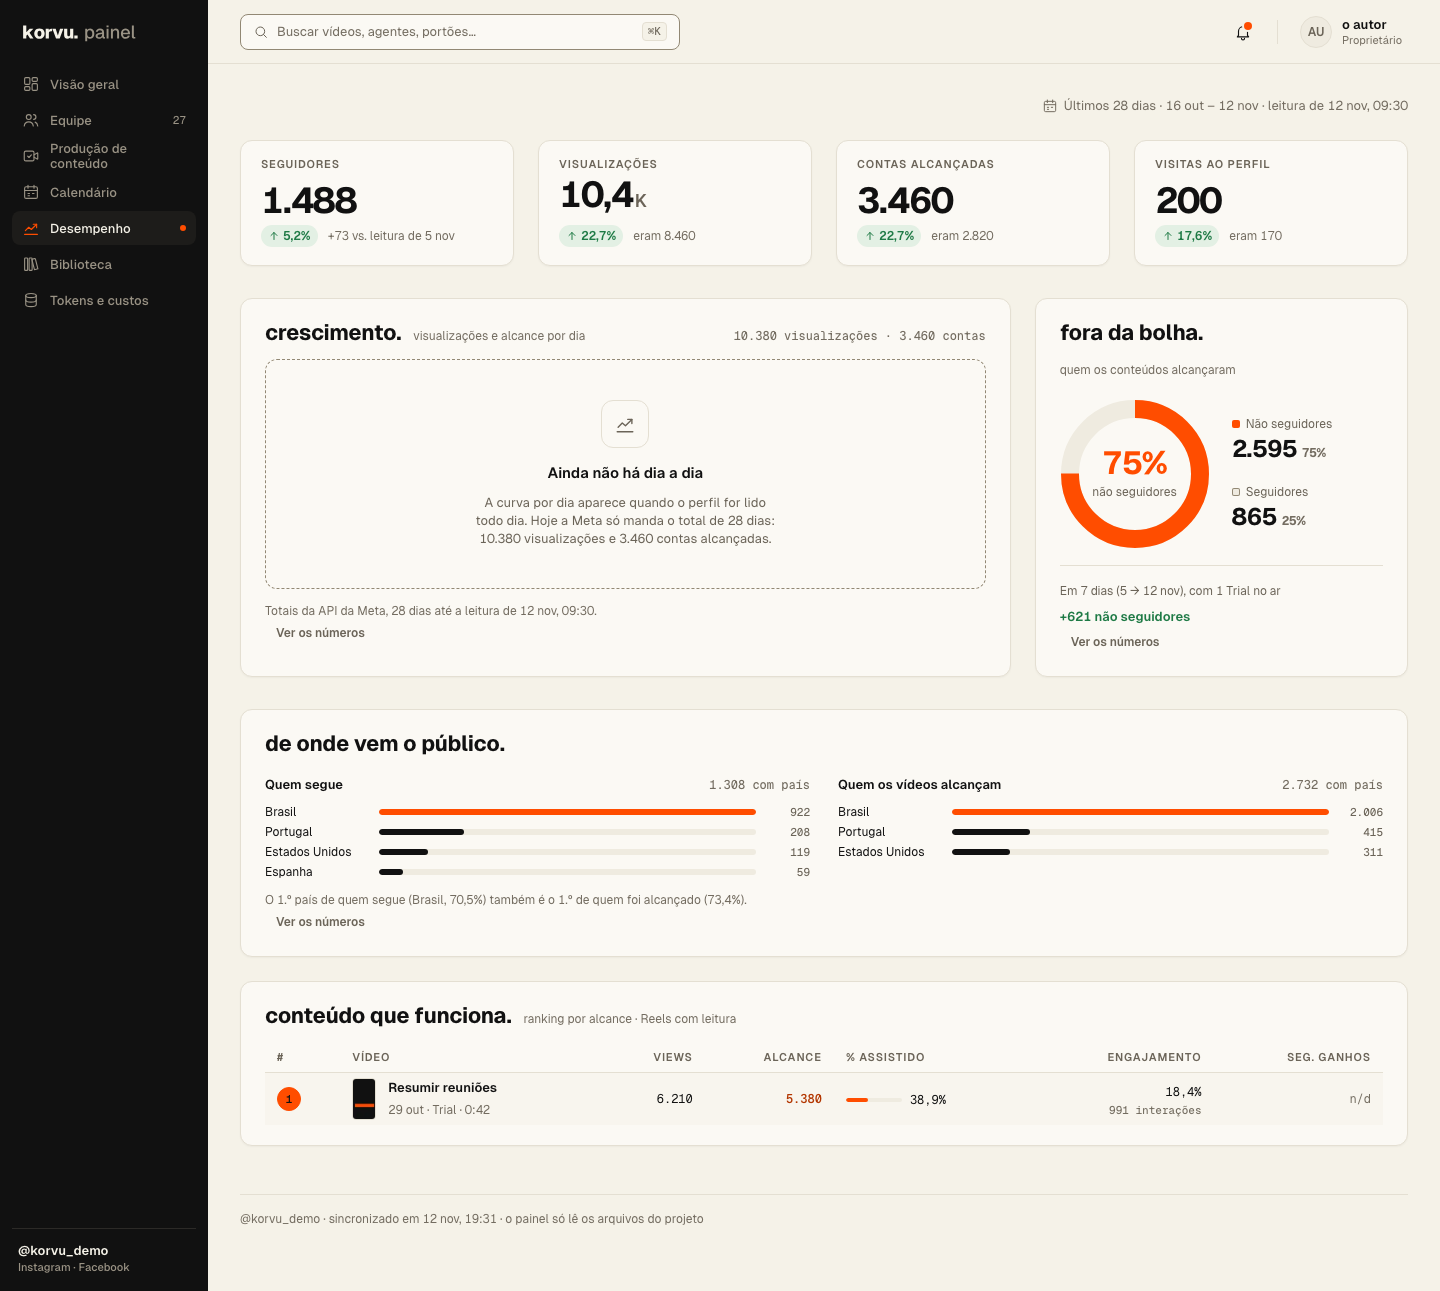 korvu. painel
Visão geral
Equipe 27
Produção de
conteúdo
Calendário
Desempenho
Biblioteca
Tokens e custos
@korvu_demo
Instagram · Facebook
Buscar vídeos, agentes, portões... ⌘K
AU
o autor
Proprietário
Últimos 28 dias · 16 out – 12 nov · leitura de 12 nov, 09:30
SEGUIDORES
1.488
↑ 5,2% +73 vs. leitura de 5 nov
VISUALIZAÇÕES
10,4K
↑ 22,7% eram 8.460
CONTAS ALCANÇADAS
3.460
↑ 22,7% eram 2.820
VISITAS AO PERFIL
200
↑ 17,6% eram 170
crescimento. visualizações e alcance por dia 10.380 visualizações · 3.460 contas
Ainda não há dia a dia
A curva por dia aparece quando o perfil for lido
todo dia. Hoje a Meta só manda o total de 28 dias:
10.380 visualizações e 3.460 contas alcançadas.
Totais da API da Meta, 28 dias até a leitura de 12 nov, 09:30.
Ver os números
fora da bolha.
quem os conteúdos alcançaram
75%
não seguidores
Não seguidores
2.595 75%
Seguidores
865 25%
Em 7 dias (5 → 12 nov), com 1 Trial no ar
+621 não seguidores
Ver os números
de onde vem o público.
Quem segue 1.308 com país
Brasil 922
Portugal 208
Estados Unidos 119
Espanha 59
Quem os vídeos alcançam 2.732 com país
Brasil 2.006
Portugal 415
Estados Unidos 311
O 1.º país de quem segue (Brasil, 70,5%) também é o 1.º de quem foi alcançado (73,4%).
Ver os números
conteúdo que funciona. ranking por alcance · Reels com leitura
# VÍDEO VIEWS ALCANCE % ASSISTIDO ENGAJAMENTO SEG. GANHOS
1 Resumir reuniões 6.210 5.380 38,9% 18,4% n/d
29 out · Trial · 0:42 991 interações
@korvu_demo · sincronizado em 12 nov, 19:31 · o painel só lê os arquivos do projeto